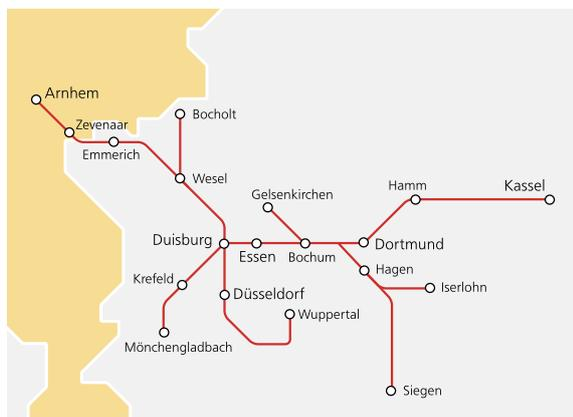 Arnhem
Zevenaar
Emmerich
Bocholt
Wesel
Gelsenkirchen
Hamm
Kassel
Duisburg
Essen
Bochum
Dortmund
Hagen
Krefeld
Düsseldorf
Iserlohn
Wuppertal
Mönchengladbach
Siegen